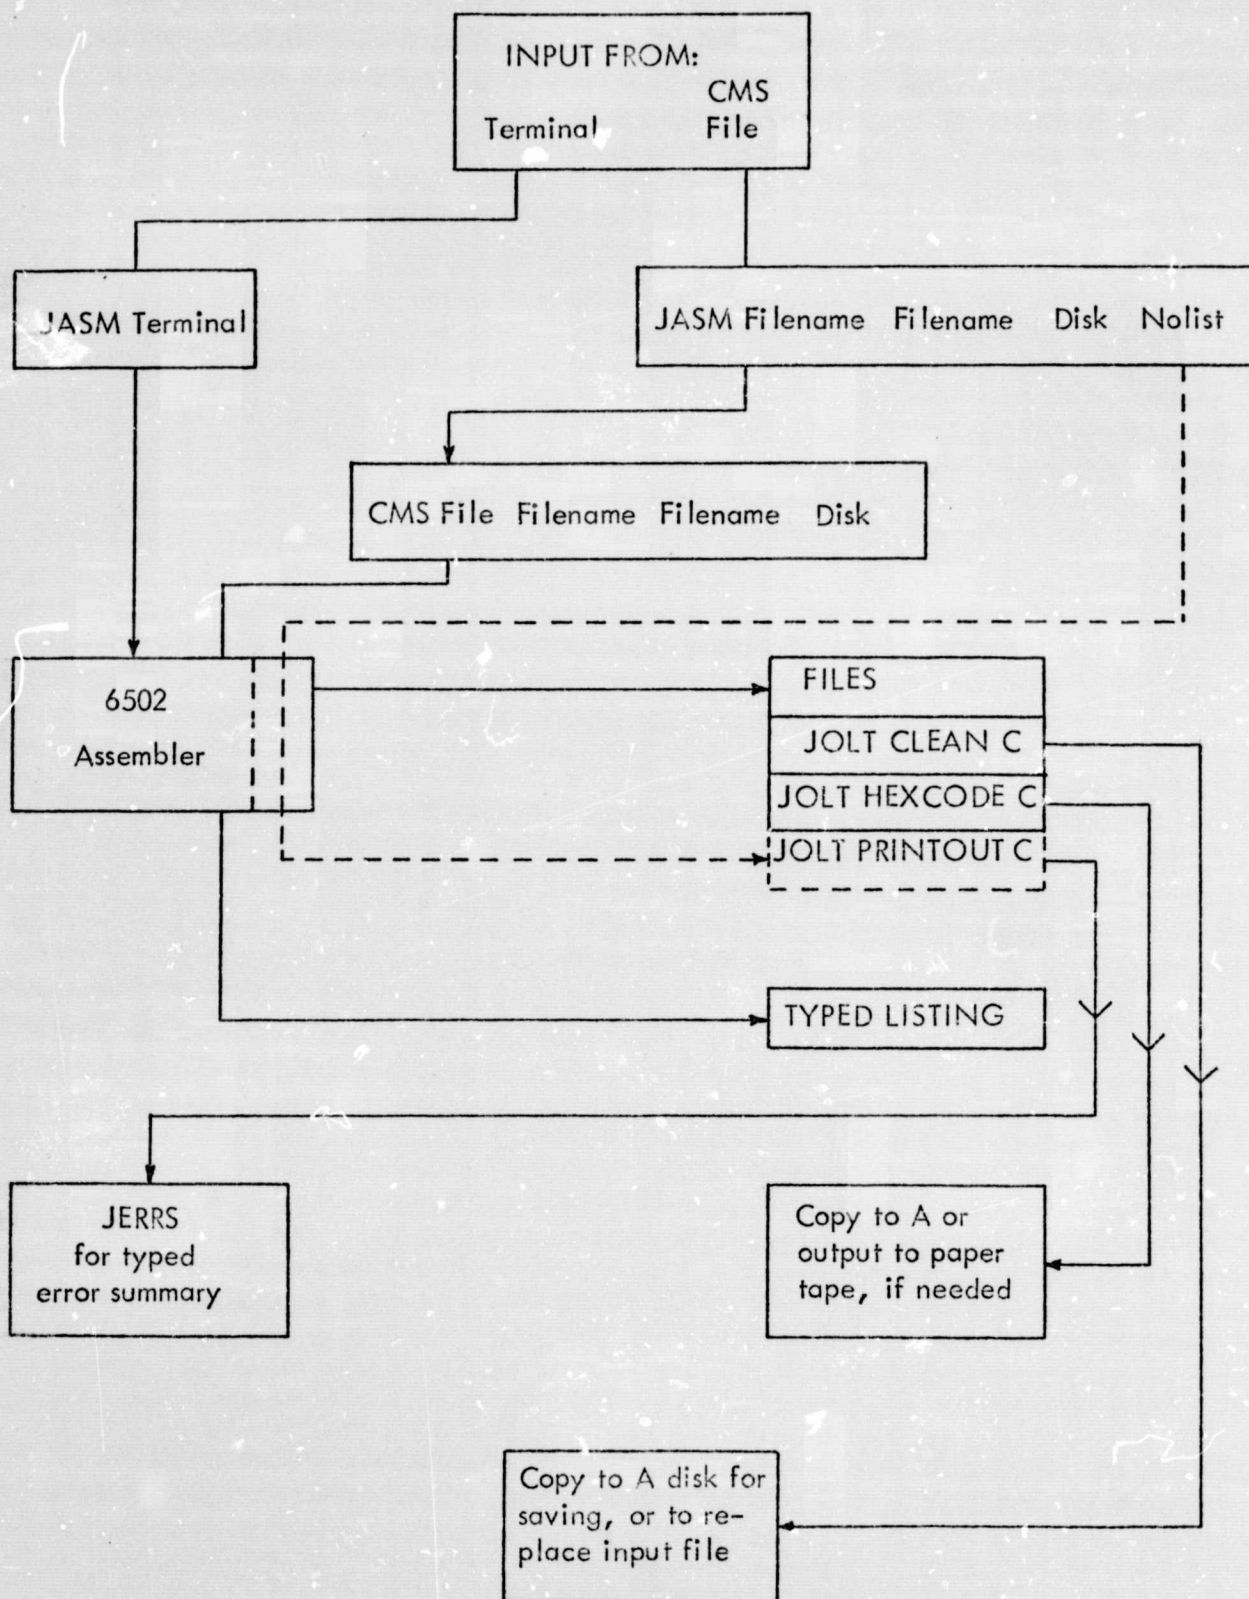 INPUT FROM:
CMS
Terminal File
JASM Terminal
JASM Filename Filename Disk Nolist
CMS File Filename Filename Disk
6502
Assembler
FILES
JOLT CLEAN C
JOLT HEXCODE C
JOLT PRINTOUT C
TYPED LISTING
JERRS
for typed
error summary
Copy to A or
output to paper
tape, if needed
Copy to A disk for
saving, or to re-
place input file